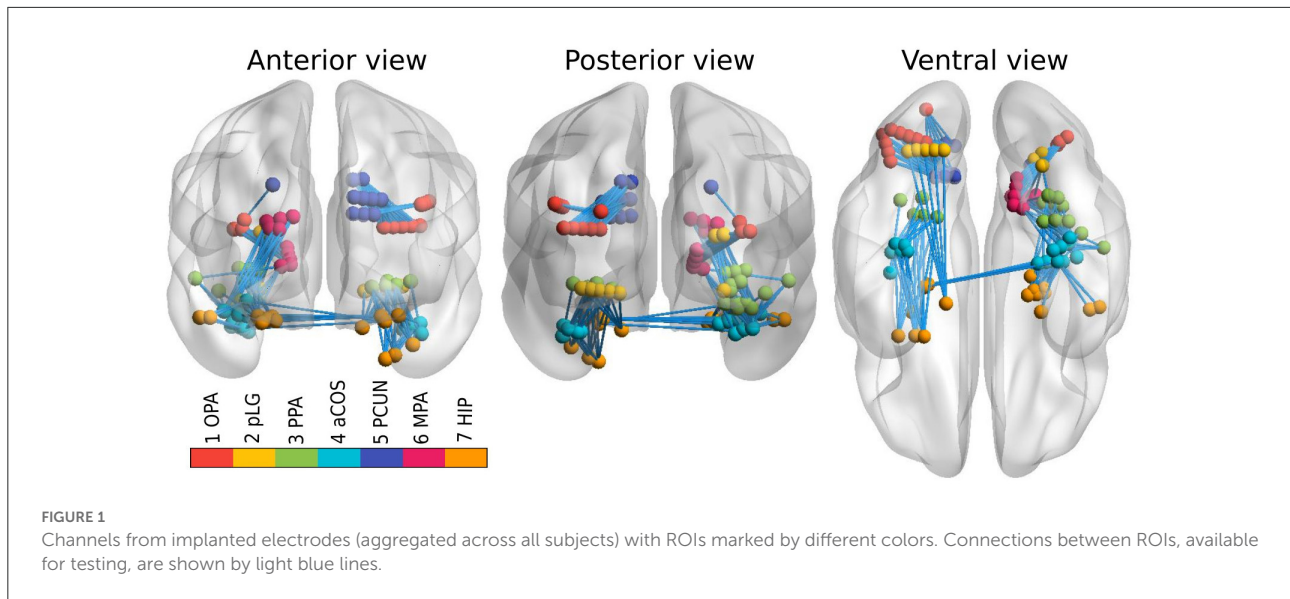 Anterior view
Posterior view
Ventral view
1 OPA
2 pLG
3 PPA
4 aCOS
5 PCUN
6 MPA
7 HIP
FIGURE 1
Channels from implanted electrodes (aggregated across all subjects) with ROIs marked by different colors. Connections between ROIs, available
for testing, are shown by light blue lines.